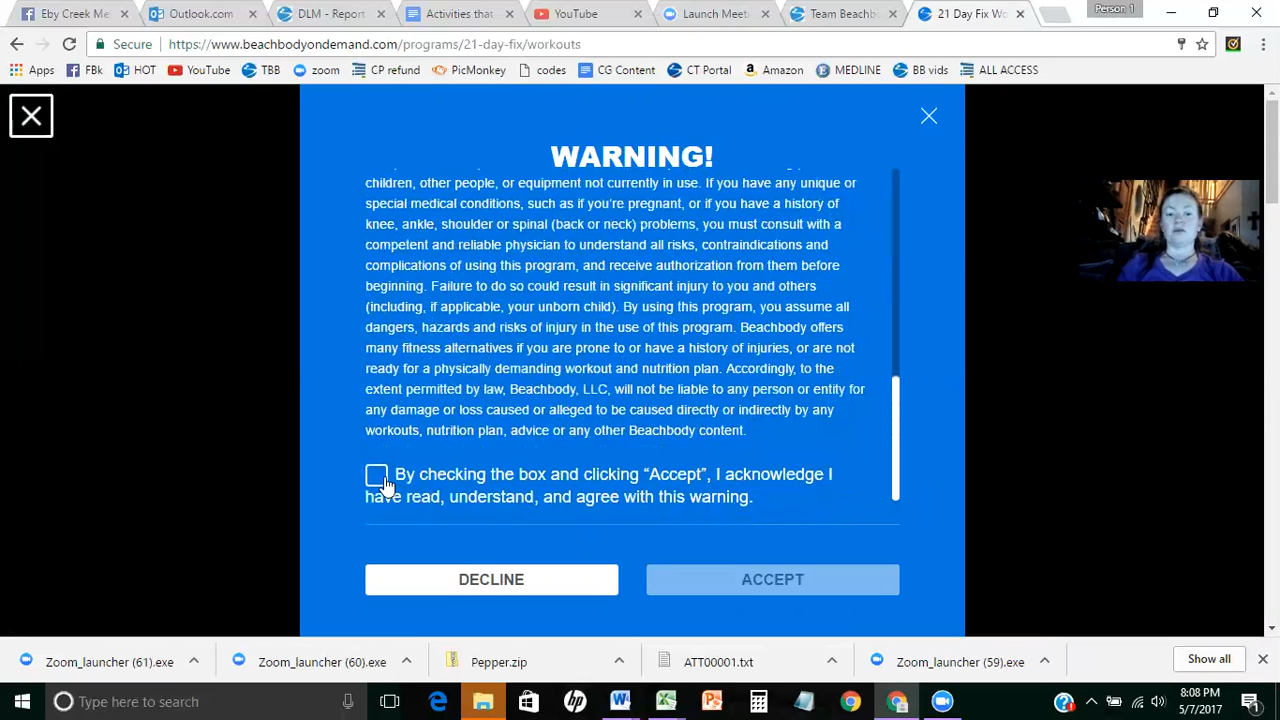 Eby Creek Me
Outlook.com
DLM - Report
Activities that
YouTube
Launch Meeti
Team Beachb
21 Day Fix Wo
Person 1
Secure
https://www.beachbodyondemand.com/programs/21-day-fix/workouts
Apps
FBk
HOT
YouTube
TBB
zoom
CP refund
PicMonkey
codes
CG Content
CT Portal
Amazon
MEDLINE
BB vids
ALL ACCESS
WARNING!
children, other people, or equipment not currently in use. If you have any unique or
special medical conditions, such as if you're pregnant, or if you have a history of
knee, ankle, shoulder or spinal (back or neck) problems, you must consult with a
competent and reliable physician to understand all risks, contraindications and
complications of using this program, and receive authorization from them before
beginning. Failure to do so could result in significant injury to you and others
(including, if applicable, your unborn child). By using this program, you assume all
dangers, hazards and risks of injury in the use of this program. Beachbody offers
many fitness alternatives if you are prone to or have a history of injuries, or are not
ready for a physically demanding workout and nutrition plan. Accordingly, to the
extent permitted by law, Beachbody, LLC, will not be liable to any person or entity for
any damage or loss caused or alleged to be caused directly or indirectly by any
workouts, nutrition plan, advice or any other Beachbody content.
By checking the box and clicking “Accept”, I acknowledge I
have read, understand, and agree with this warning.
DECLINE
ACCEPT
Zoom_launcher (61).exe
Zoom_launcher (60).exe
Pepper.zip
ATT00001.txt
Zoom_launcher (59).exe
Show all
Type here to search
8:08 PM
5/7/2017